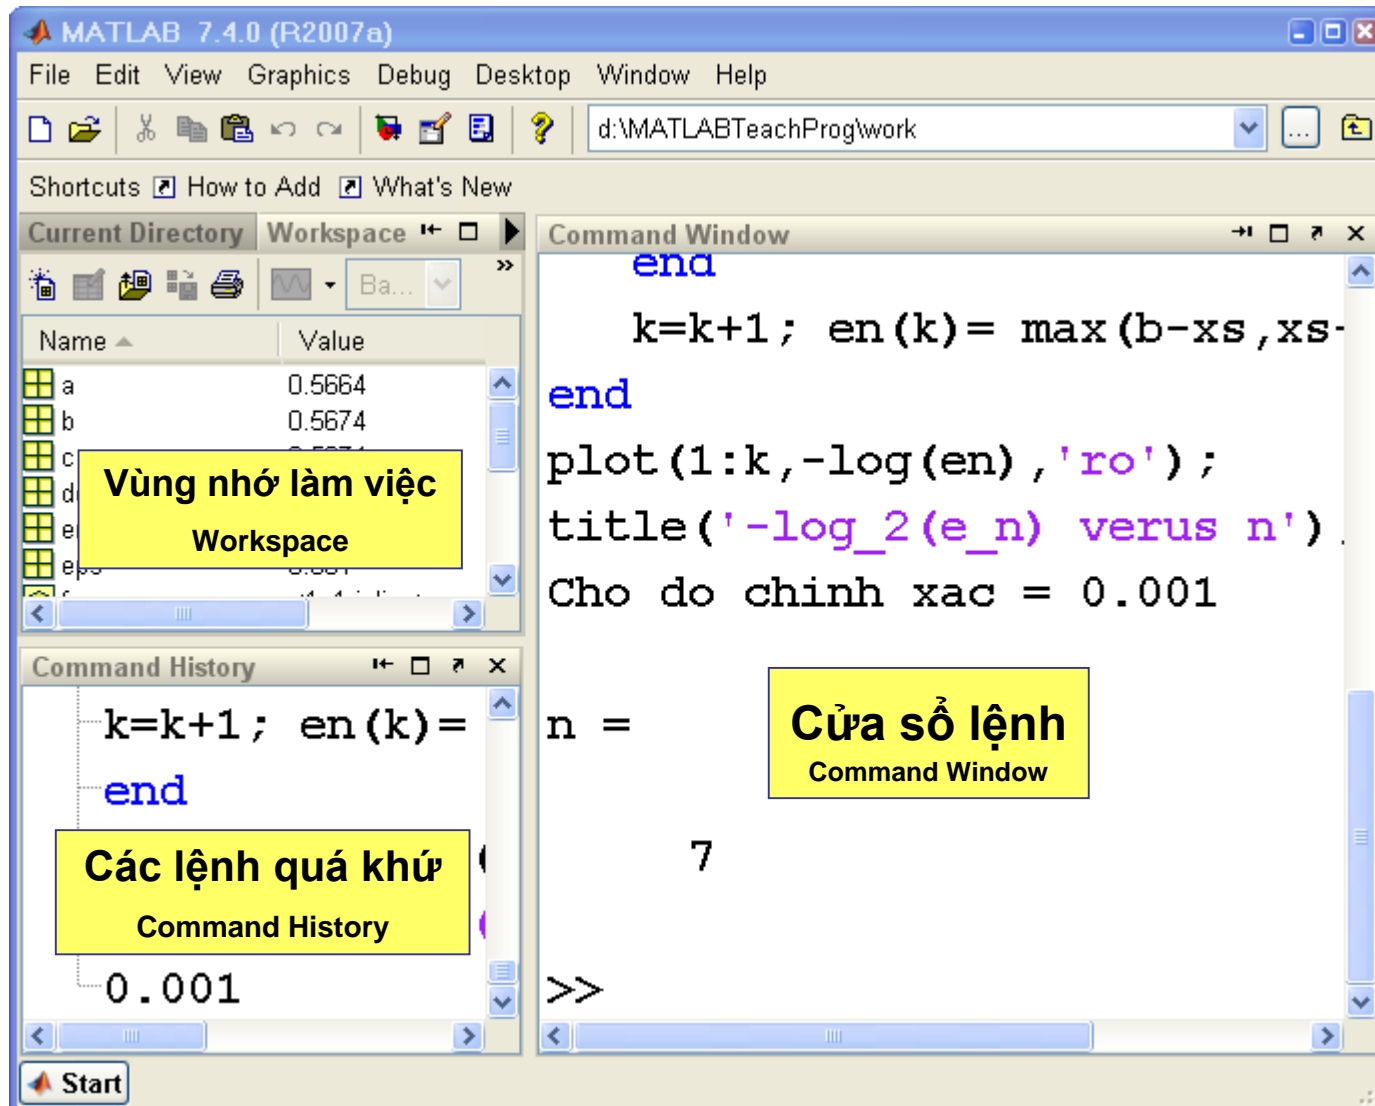 MATLAB 7.4.0 (R2007a)
File Edit View Graphics Debug Desktop Window Help
d:\MATLABTeachProg\work
...
Shortcuts How to Add What's New
Current Directory Workspace
Ba...
Name Value
a 0.5664
b 0.5674
c
Vùng nhớ làm việc
Workspace
Command History
k=k+1; en(k)=
end
Các lệnh quá khứ
Command History
0.001
Command Window
end
k=k+1; en(k)= max(b-xs,xs-
end
plot(1:k,-log(en),'ro');
title('-log_2(e_n) verus n')
Cho do chinh xac = 0.001
n =
Cửa sổ lệnh
Command Window
7
>>
Start